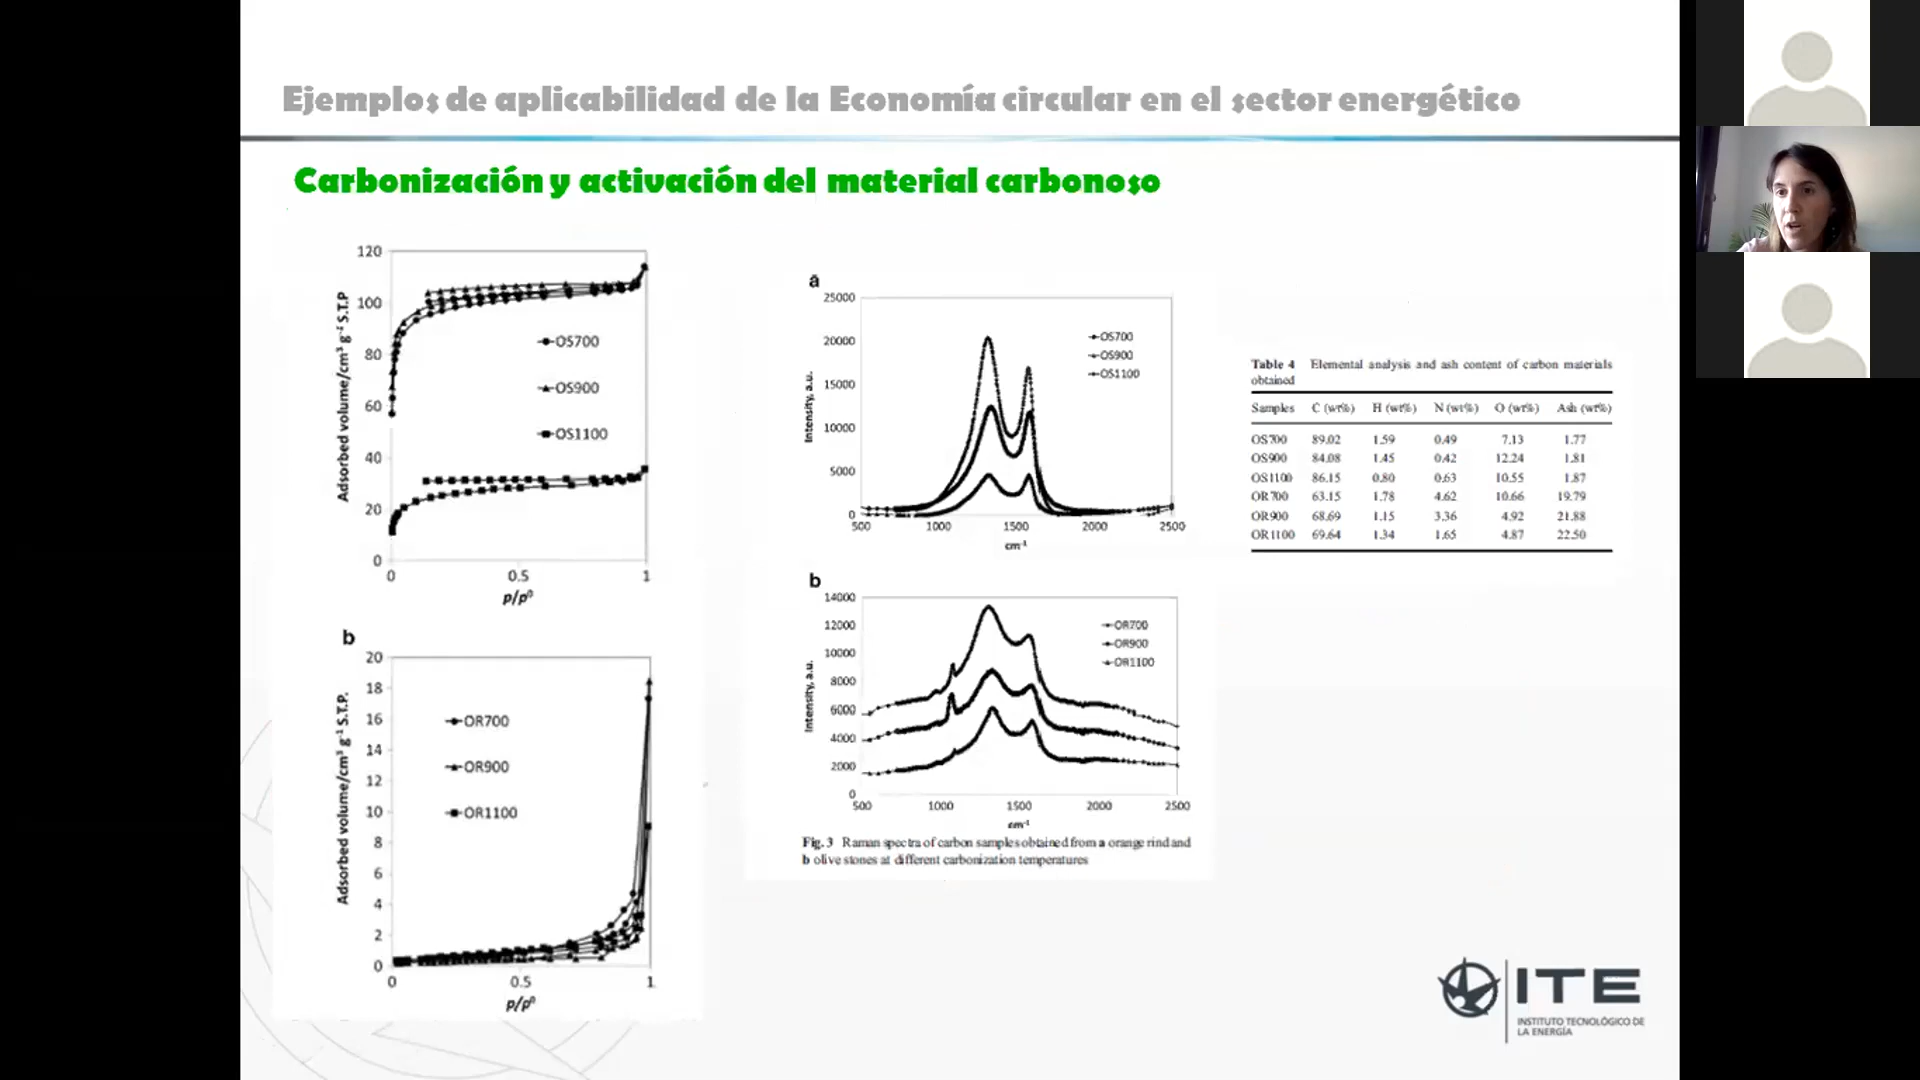 Ejemplos de aplicabilidad de la Economía circular en el sector energético
Carbonización y activación del material carbonoso
120
100
80
60
40
20
0
0
0.5
1
Adsorbed volume/cm³ g⁻¹ S.T.P
OS700
OS900
OS1100
p/p⁰
b
20
18
16
14
12
10
8
6
4
2
0
0
0.5
1
Adsorbed volume/cm³ g⁻¹ S.T.P.
OR700
OR900
OR1100
p/p⁰
a
25000
20000
15000
10000
5000
0
500
1000
1500
2000
2500
Intensity, a.u.
OS700
OS900
OS1100
cm⁻¹
b
14000
12000
10000
8000
6000
4000
2000
0
500
1000
1500
2000
2500
Intensity, a.u.
OR700
OR900
OR1100
cm⁻¹
Fig. 3 Raman spectra of carbon samples obtained from a orange rind and
b olive stones at different carbonization temperatures
Table 4 Elemental analysis and ash content of carbon materials
obtained
Samples C (wt%) H (wt%) N (wt%) O (wt%) Ash (wt%)
OS700 89.02 1.59 0.49 7.13 1.77
OS900 84.08 1.45 0.42 12.24 1.81
OS1100 86.15 0.80 0.63 10.55 1.87
OR700 63.15 1.78 4.62 10.66 19.79
OR900 68.69 1.15 3.36 4.92 21.88
OR1100 69.64 1.34 1.65 4.87 22.50
ITE
INSTITUTO TECNOLÓGICO DE
LA ENERGÍA